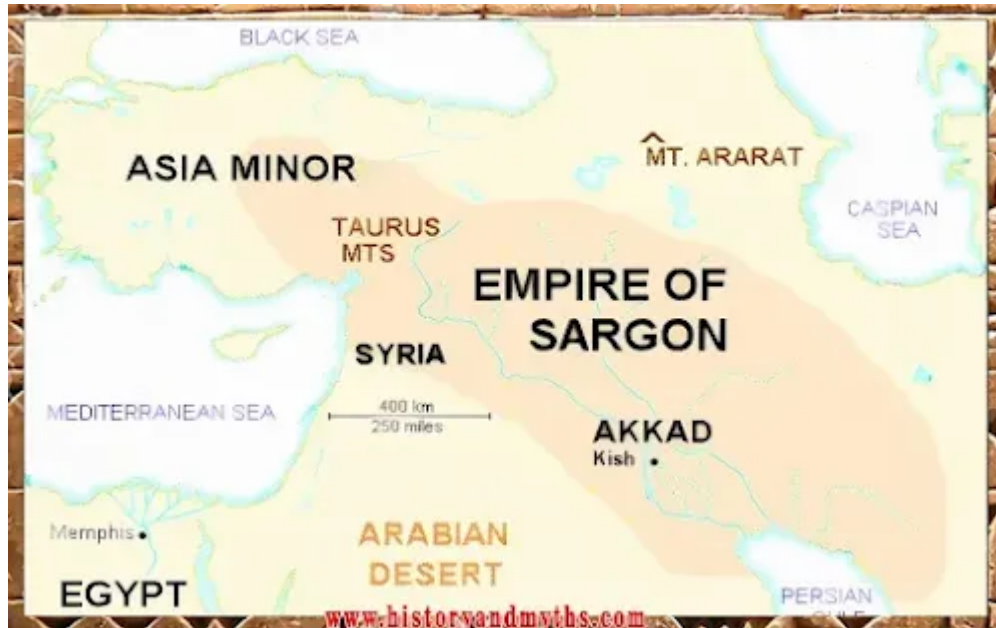 BLACK SEA
ASIA MINOR
MT. ARARAT
CASPIAN
SEA
TAURUS
MTS
EMPIRE OF
SARGON
SYRIA
MEDITERRANEAN SEA
400 km
250 miles
AKKAD
Kish
Memphis
ARABIAN
DESERT
EGYPT
PERSIAN
GULF
www.historyandmyths.com